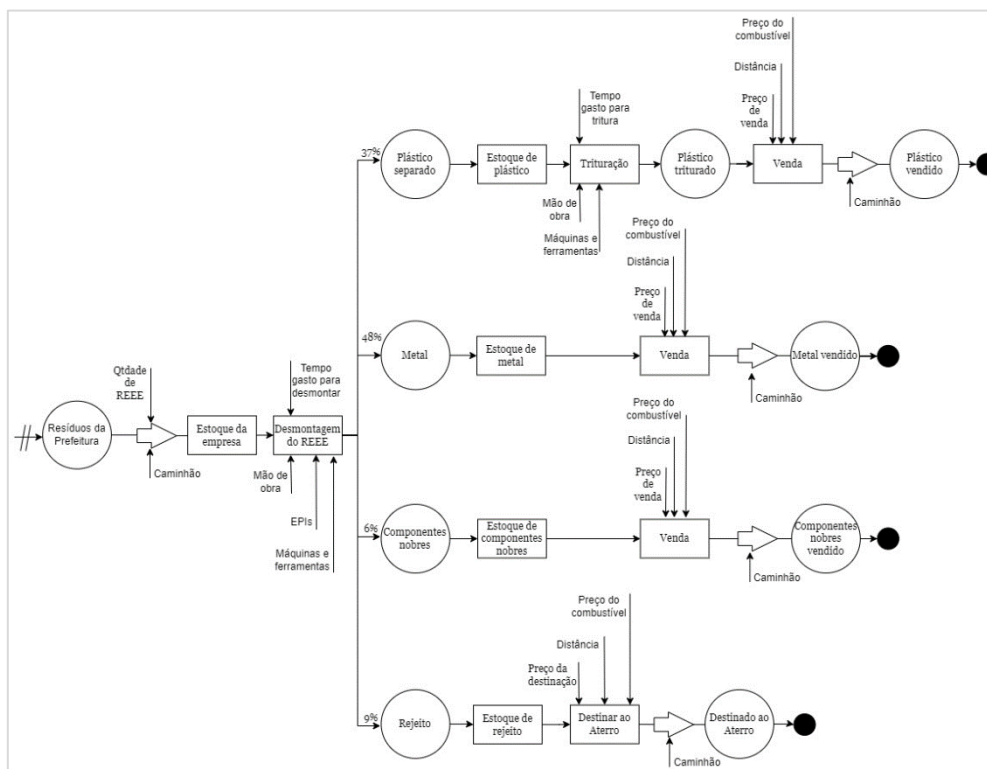 Preço do
combustível
Distância
Preço
de
venda
Tempo
gasto para
tritura
37%
Plástico
separado
Estoque de
plástico
Trituração
Plástico
triturado
Venda
Plástico
vendido
Caminhão
Mão de
obra
Máquinas e
ferramentas
Preço do
combustível
Distância
Preço
de
venda
48%
Metal
Estoque de
metal
Venda
Metal vendido
Caminhão
Qtdade
de
REEE
Tempo
gasto para
desmontar
Resíduos da
Prefeitura
Estoque da
empresa
Desmontagem
do REEE
Caminhão
Mão de
obra
EPIs
Máquinas e
ferramentas
Preço do
combustível
Distância
Preço
de
venda
6%
Componentes
nobres
Estoque de
componentes
nobres
Venda
Componentes
nobres
vendido
Caminhão
Preço do
combustível
Distância
Preço da
destinação
9%
Rejeito
Estoque de
rejeito
Destinar ao
Aterro
Destinado ao
Aterro
Caminhão